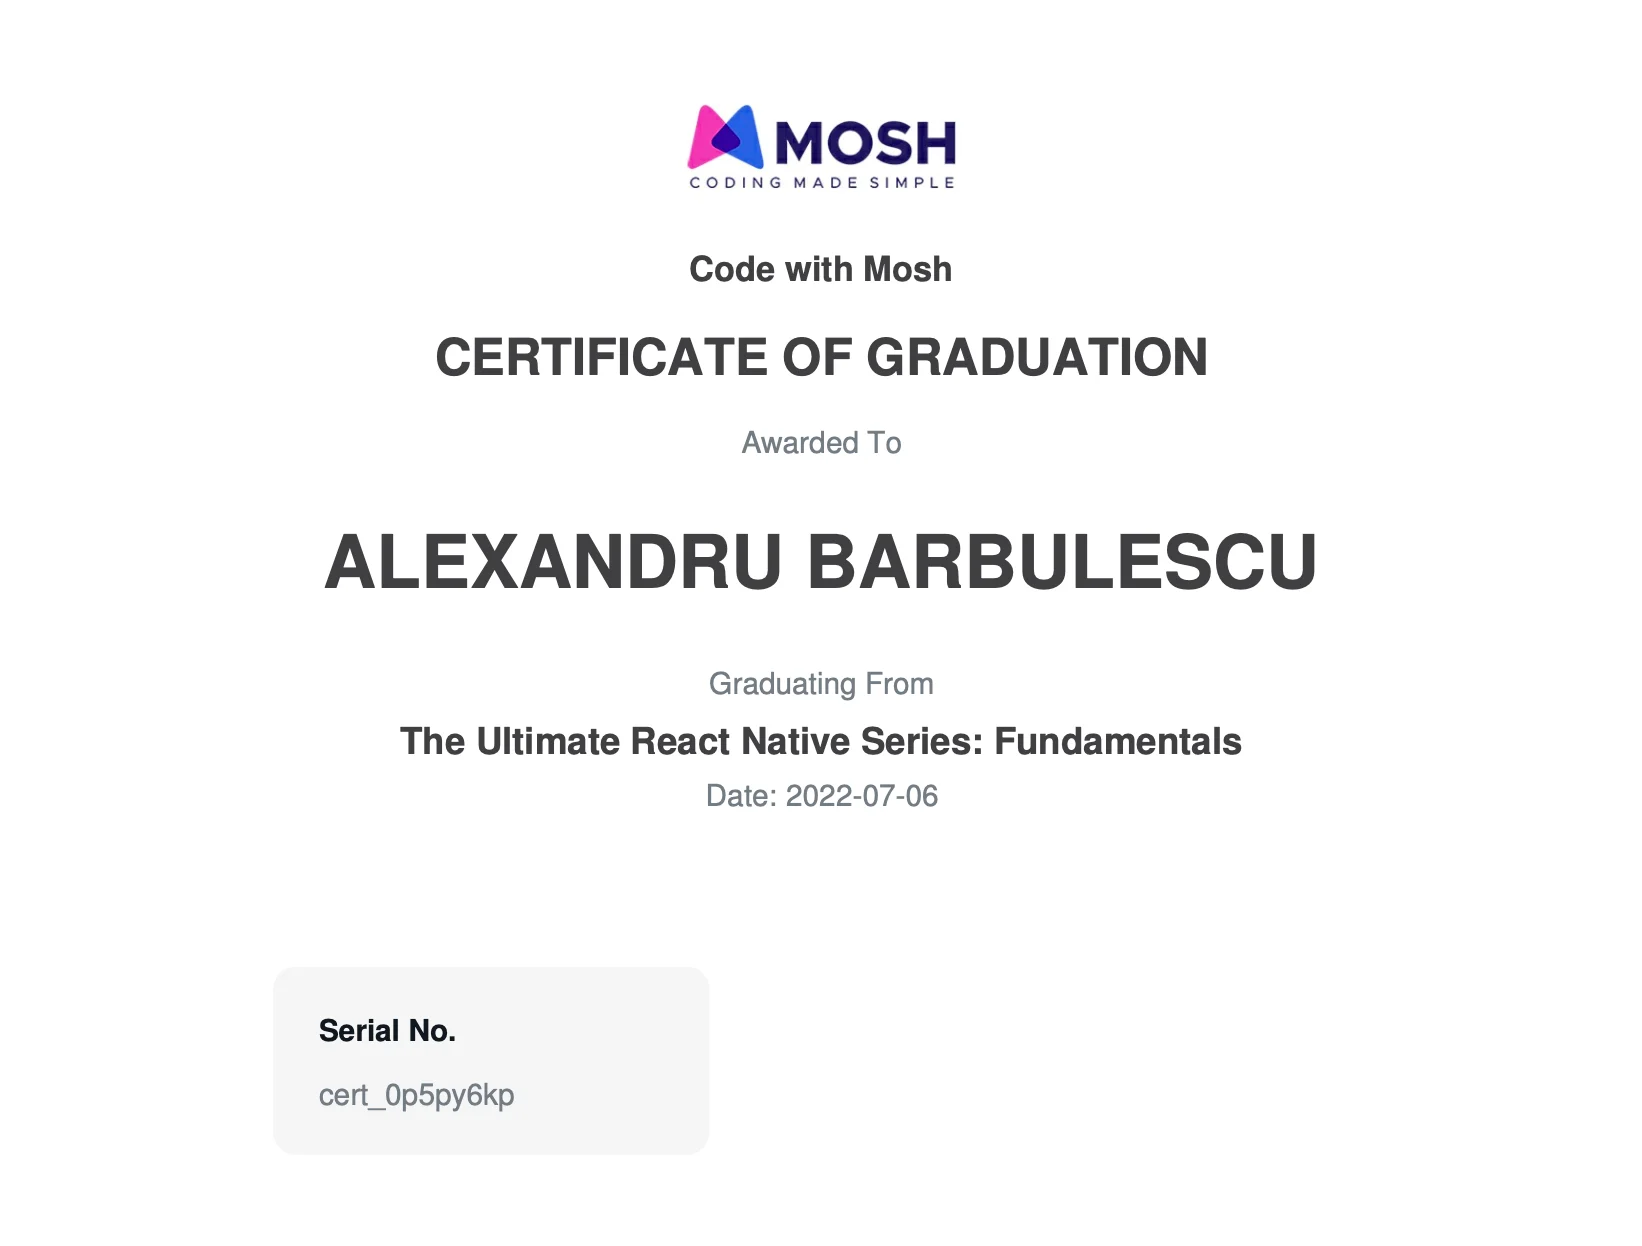 MOSH
CODING MADE SIMPLE
Code with Mosh
CERTIFICATE OF GRADUATION
Awarded To
ALEXANDRU BARBULESCU
Graduating From
The Ultimate React Native Series: Fundamentals
Date: 2022-07-06
Serial No.
cert_0p5py6kp